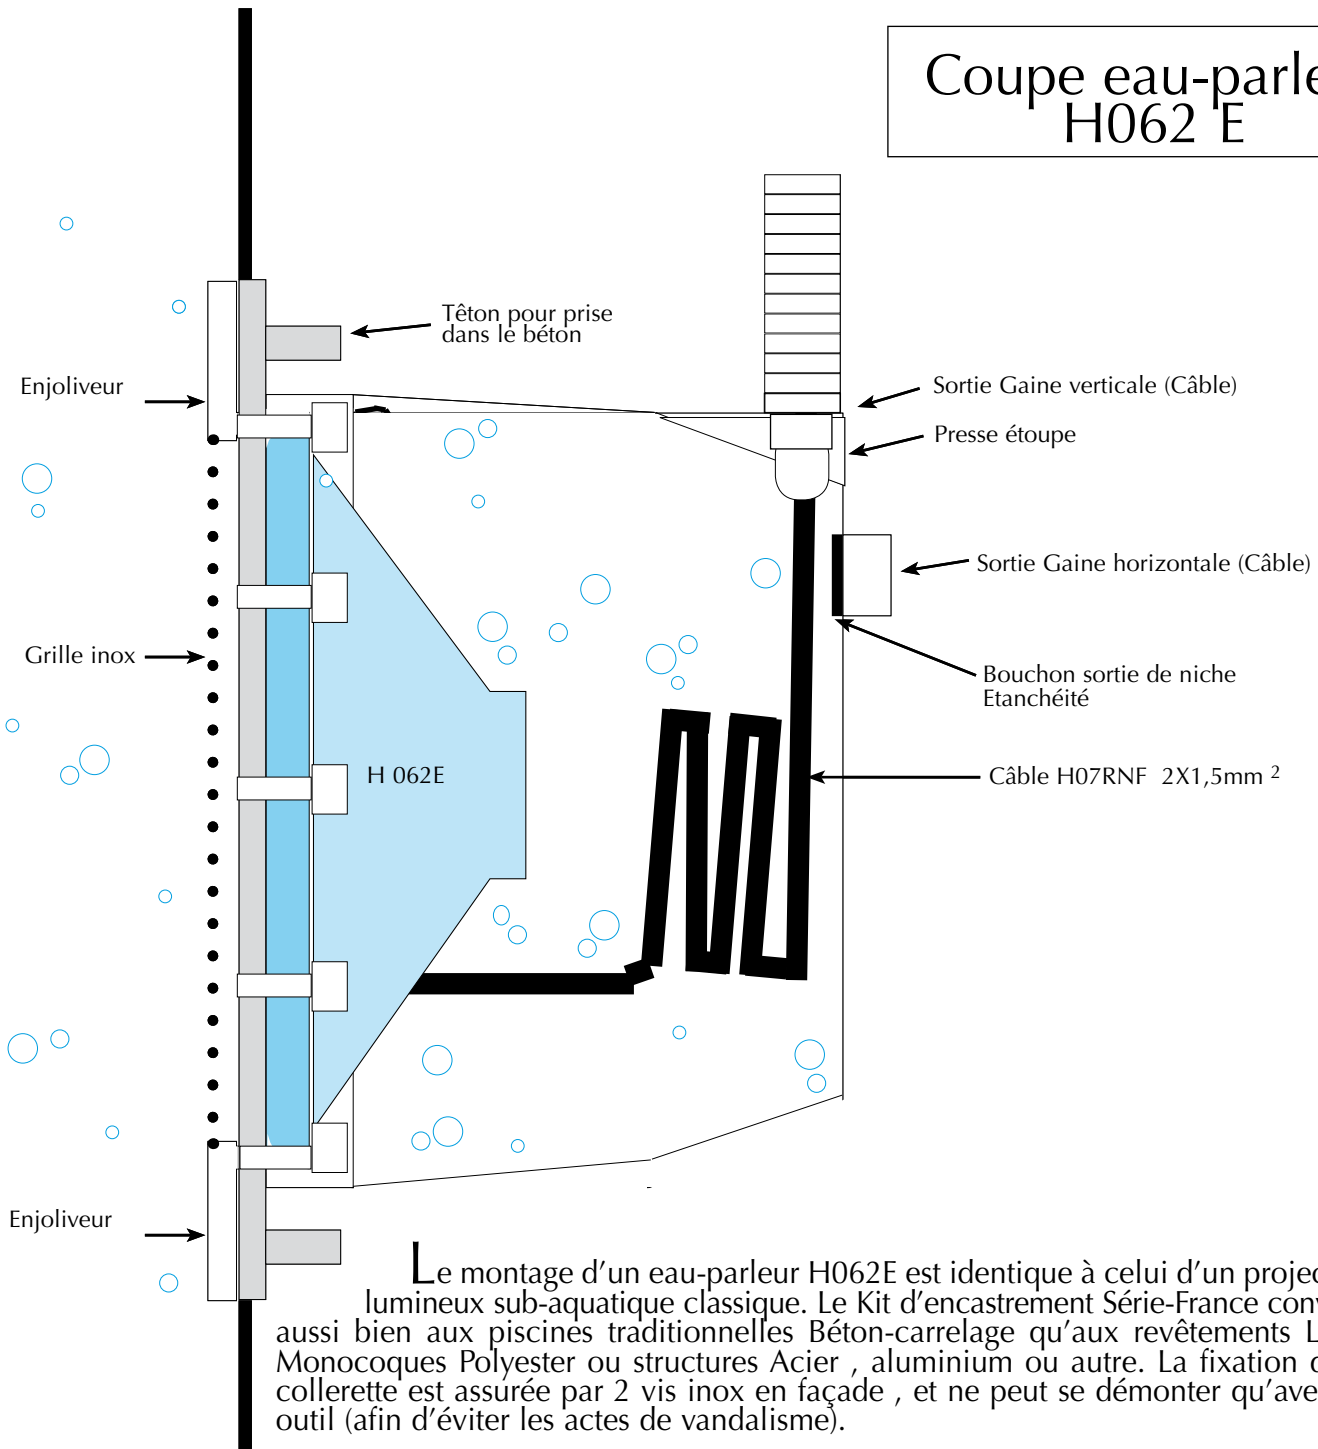 Coupe eau-parle
H062 E
Têton pour prise
dans le béton
Enjoliveur
Sortie Gaine verticale (Câble)
Presse étoupe
Sortie Gaine horizontale (Câble)
Grille inox
Bouchon sortie de niche
Etanchéité
H 062E
Câble H07RNF 2X1,5mm ²
Enjoliveur
Le montage d’un eau-parleur H062E est identique à celui d’un projec
lumineux sub-aquatique classique. Le Kit d’encastrement Série-France conv
aussi bien aux piscines traditionnelles Béton-carrelage qu’aux revêtements L
Monocoques Polyester ou structures Acier , aluminium ou autre. La fixation d
collerette est assurée par 2 vis inox en façade , et ne peut se démonter qu’ave
outil (afin d’éviter les actes de vandalisme).